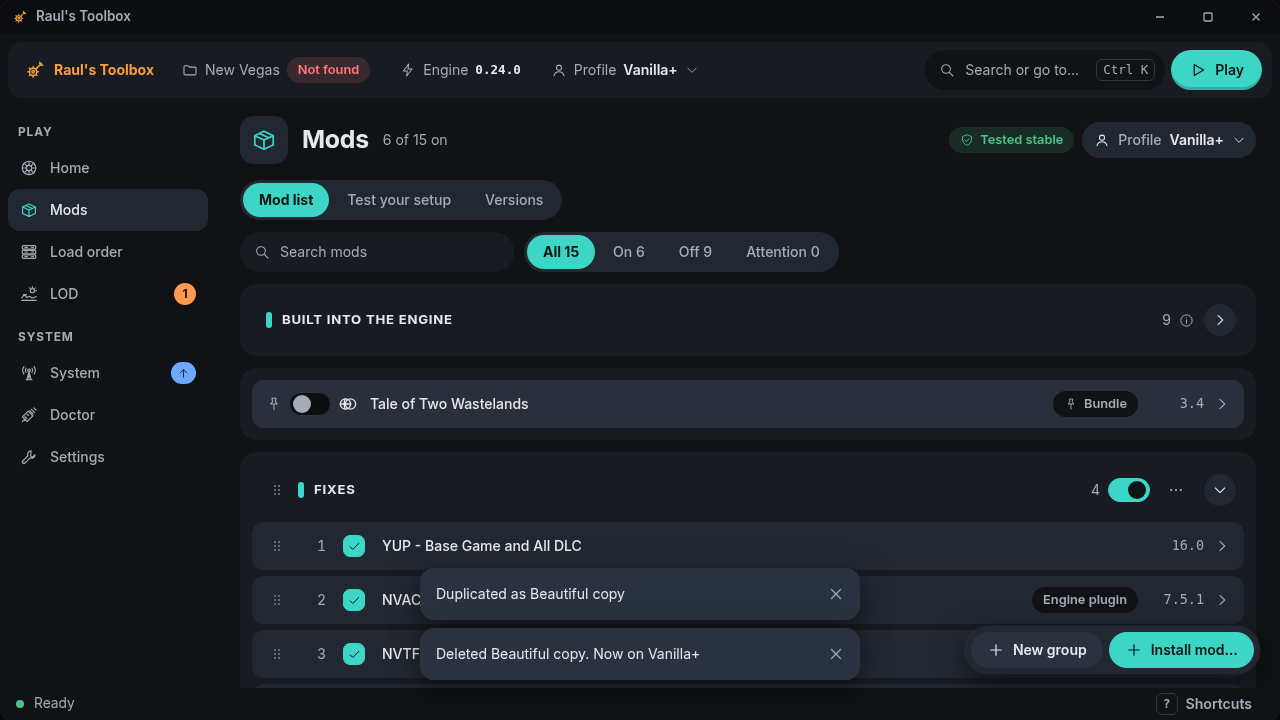 Raul's Toolbox
Raul's Toolbox New Vegas Not found Engine 0.24.0 Profile Vanilla+ Search or go to... Ctrl K Play
PLAY
Home
Mods
Load order
LOD 1
SYSTEM
System
Doctor
Settings
Mods 6 of 15 on Tested stable Profile Vanilla+
Mod list Test your setup Versions
Search mods All 15 On 6 Off 9 Attention 0
BUILT INTO THE ENGINE 9
Tale of Two Wastelands Bundle 3.4
FIXES 4
1 YUP - Base Game and All DLC 16.0
2 NVAC Engine plugin 7.5.1
3 NVTF
Duplicated as Beautiful copy
Deleted Beautiful copy. Now on Vanilla+
New group Install mod...
Ready ? Shortcuts